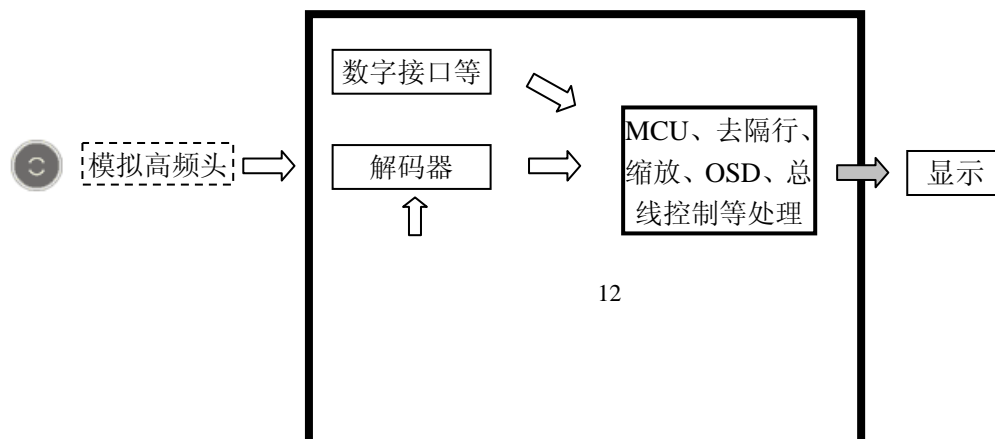 数字接口等
模拟高频头
解码器
MCU、去隔行、
缩放、OSD、总
线控制等处理
显示
12